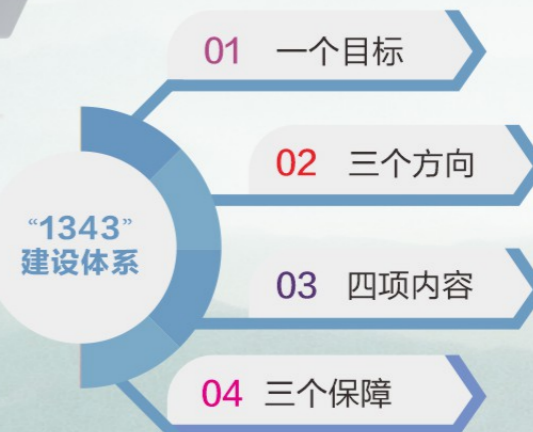 01 一个目标
02 三个方向
“1343”
建设体系
03 四项内容
04 三个保障